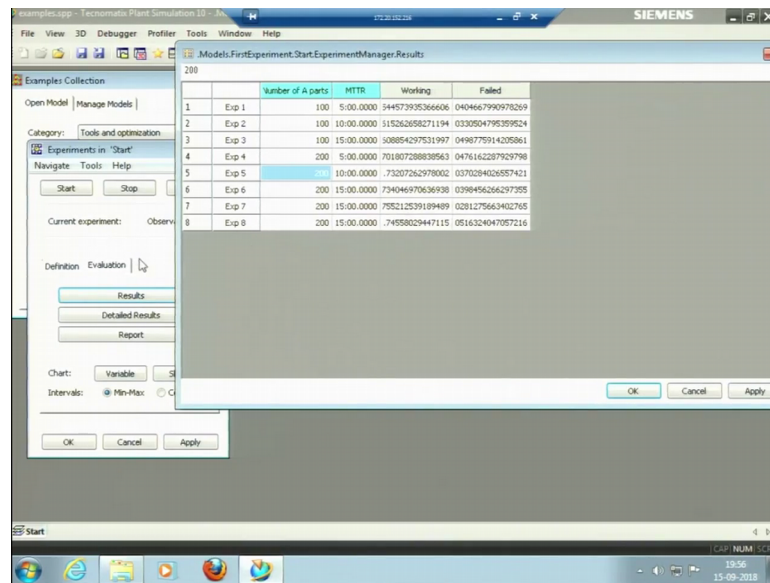 examples.spp - Tecnomatix Plant Simulation 10 - 
172.20.152.216
SIEMENS
File View 3D Debugger Profiler Tools Window Help
.Models.FirstExperiment.Start.ExperimentManager.Results
200
Examples Collection
Open Model Manage Models
Category: Tools and optimization
Experiments in 'Start'
Navigate Tools Help
Start Stop
Current experiment:
Definition Evaluation
Results
Detailed Results
Report
Chart: Variable
Intervals: Min-Max
OK Cancel Apply
Number of A parts MTTR Working Failed
1 Exp 1 100 5:00.0000 544573935366606 0404667990978269
2 Exp 2 100 10:00.0000 515262658271194 0330504795359524
3 Exp 3 100 15:00.0000 508854297531997 0498775914205861
4 Exp 4 200 5:00.0000 701807288838563 0476162287929798
5 Exp 5 200 10:00.0000 .73207262978002 0370284026557421
6 Exp 6 200 15:00.0000 734046970636938 0398456266297355
7 Exp 7 200 15:00.0000 755212539189489 0281275663402765
8 Exp 8 200 15:00.0000 .74558029447115 0516324047057216
OK Cancel Apply
Start
CAP NUM
19:56
15-09-2018